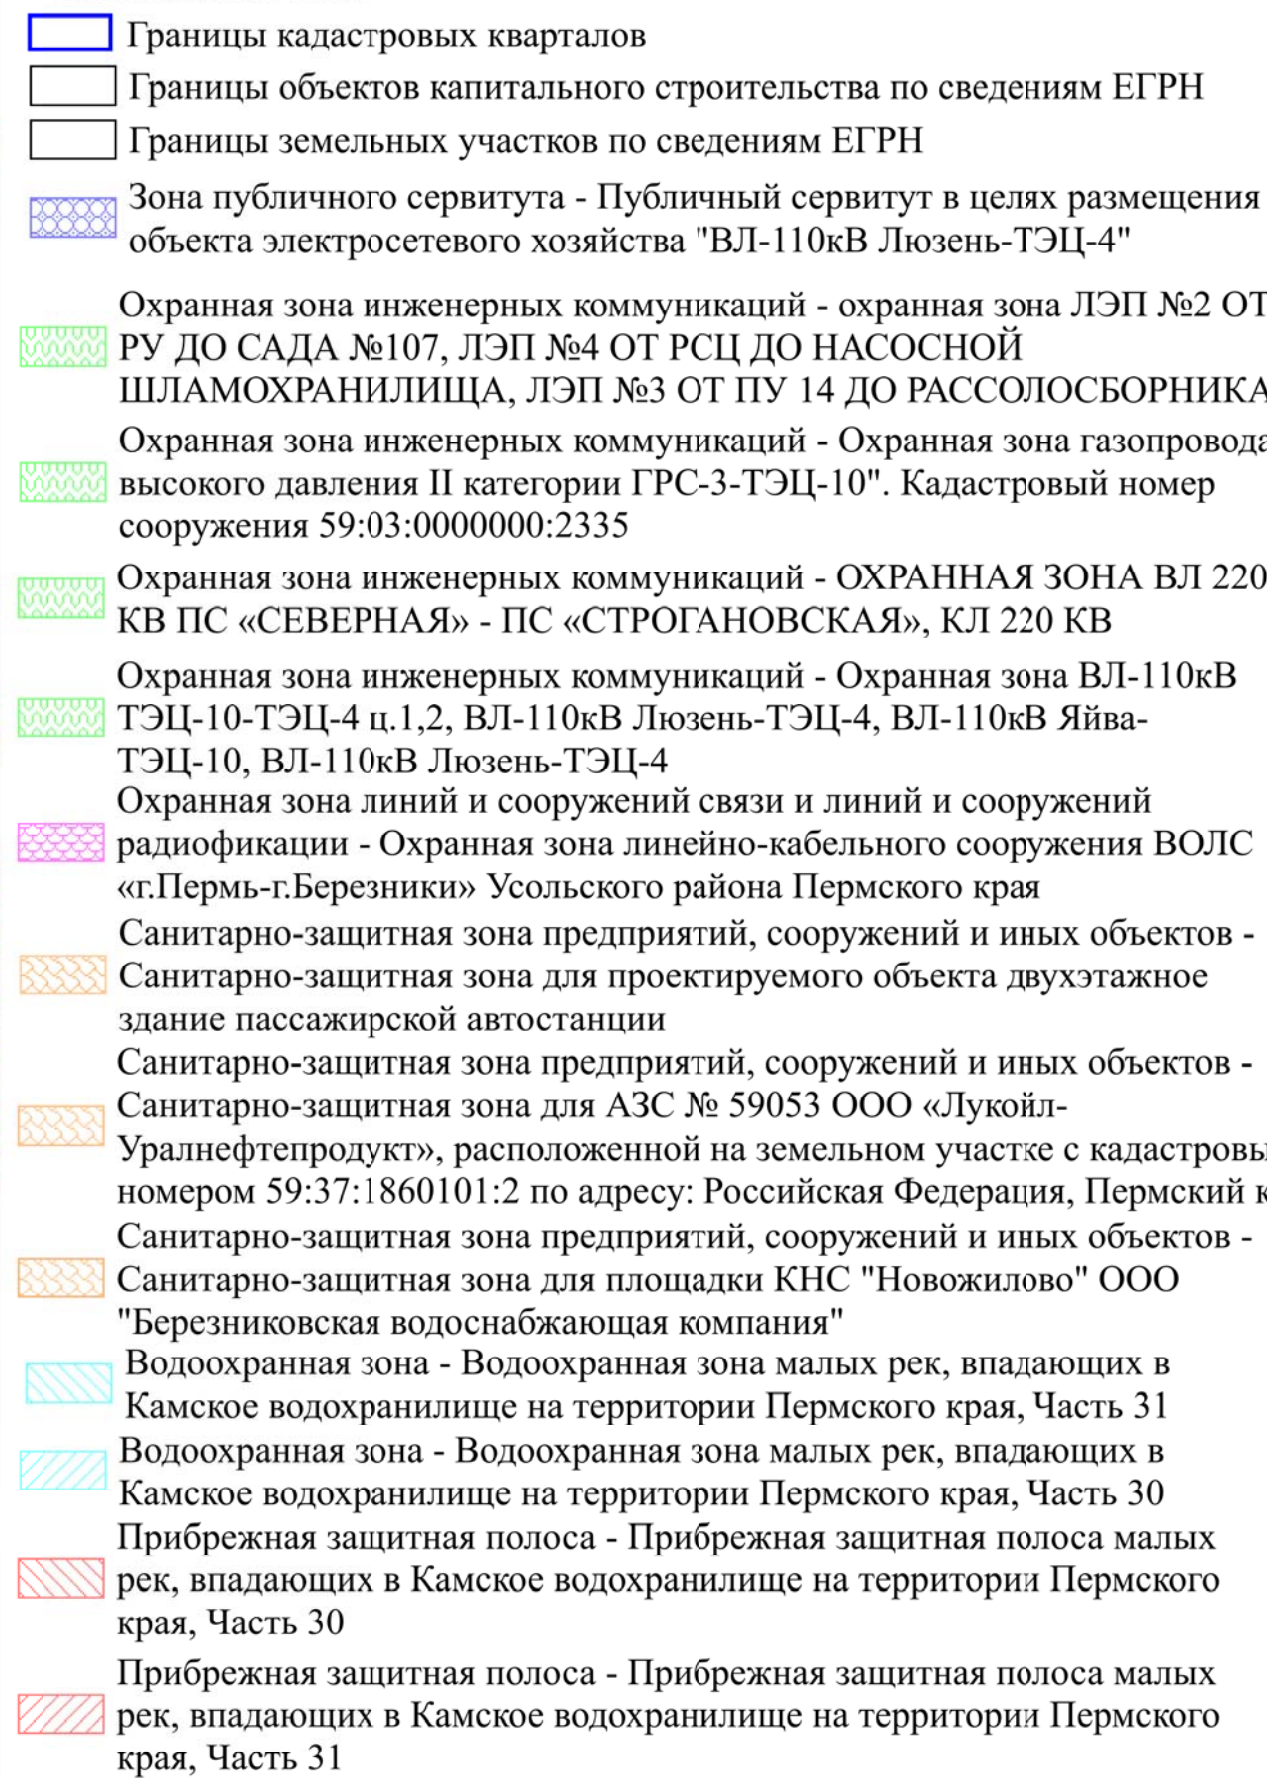 Границы кадастровых кварталов
Границы объектов капитального строительства по сведениям ЕГРН
Границы земельных участков по сведениям ЕГРН
Зона публичного сервитута - Публичный сервитут в целях размещения
объекта электросетевого хозяйства "ВЛ-110кВ Люзень-ТЭЦ-4"
Охранная зона инженерных коммуникаций - охранная зона ЛЭП №2 ОТ
РУ ДО САДА №107, ЛЭП №4 ОТ РСЦ ДО НАСОСНОЙ
ШЛАМОХРАНИЛИЩА, ЛЭП №3 ОТ ПУ 14 ДО РАССОЛОСБОРНИКА
Охранная зона инженерных коммуникаций - Охранная зона газопровода
высокого давления II категории ГРС-3-ТЭЦ-10". Кадастровый номер
сооружения 59:03:0000000:2335
Охранная зона инженерных коммуникаций - ОХРАННАЯ ЗОНА ВЛ 220
КВ ПС «СЕВЕРНАЯ» - ПС «СТРОГАНОВСКАЯ», КЛ 220 КВ
Охранная зона инженерных коммуникаций - Охранная зона ВЛ-110кВ
ТЭЦ-10-ТЭЦ-4 ц.1,2, ВЛ-110кВ Люзень-ТЭЦ-4, ВЛ-110кВ Яйва-
ТЭЦ-10, ВЛ-110кВ Люзень-ТЭЦ-4
Охранная зона линий и сооружений связи и линий и сооружений
радиофикации - Охранная зона линейно-кабельного сооружения ВОЛС
«г.Пермь-г.Березники» Усольского района Пермского края
Санитарно-защитная зона предприятий, сооружений и иных объектов -
Санитарно-защитная зона для проектируемого объекта двухэтажное
здание пассажирской автостанции
Санитарно-защитная зона предприятий, сооружений и иных объектов -
Санитарно-защитная зона для АЗС № 59053 ООО «Лукойл-
Уралнефтепродукт», расположенной на земельном участке с кадастровы
номером 59:37:1860101:2 по адресу: Российская Федерация, Пермский к
Санитарно-защитная зона предприятий, сооружений и иных объектов -
Санитарно-защитная зона для площадки КНС "Новожилово" ООО
"Березниковская водоснабжающая компания"
Водоохранная зона - Водоохранная зона малых рек, впадающих в
Камское водохранилище на территории Пермского края, Часть 31
Водоохранная зона - Водоохранная зона малых рек, впадающих в
Камское водохранилище на территории Пермского края, Часть 30
Прибрежная защитная полоса - Прибрежная защитная полоса малых
рек, впадающих в Камское водохранилище на территории Пермского
края, Часть 30
Прибрежная защитная полоса - Прибрежная защитная полоса малых
рек, впадающих в Камское водохранилище на территории Пермского
края, Часть 31